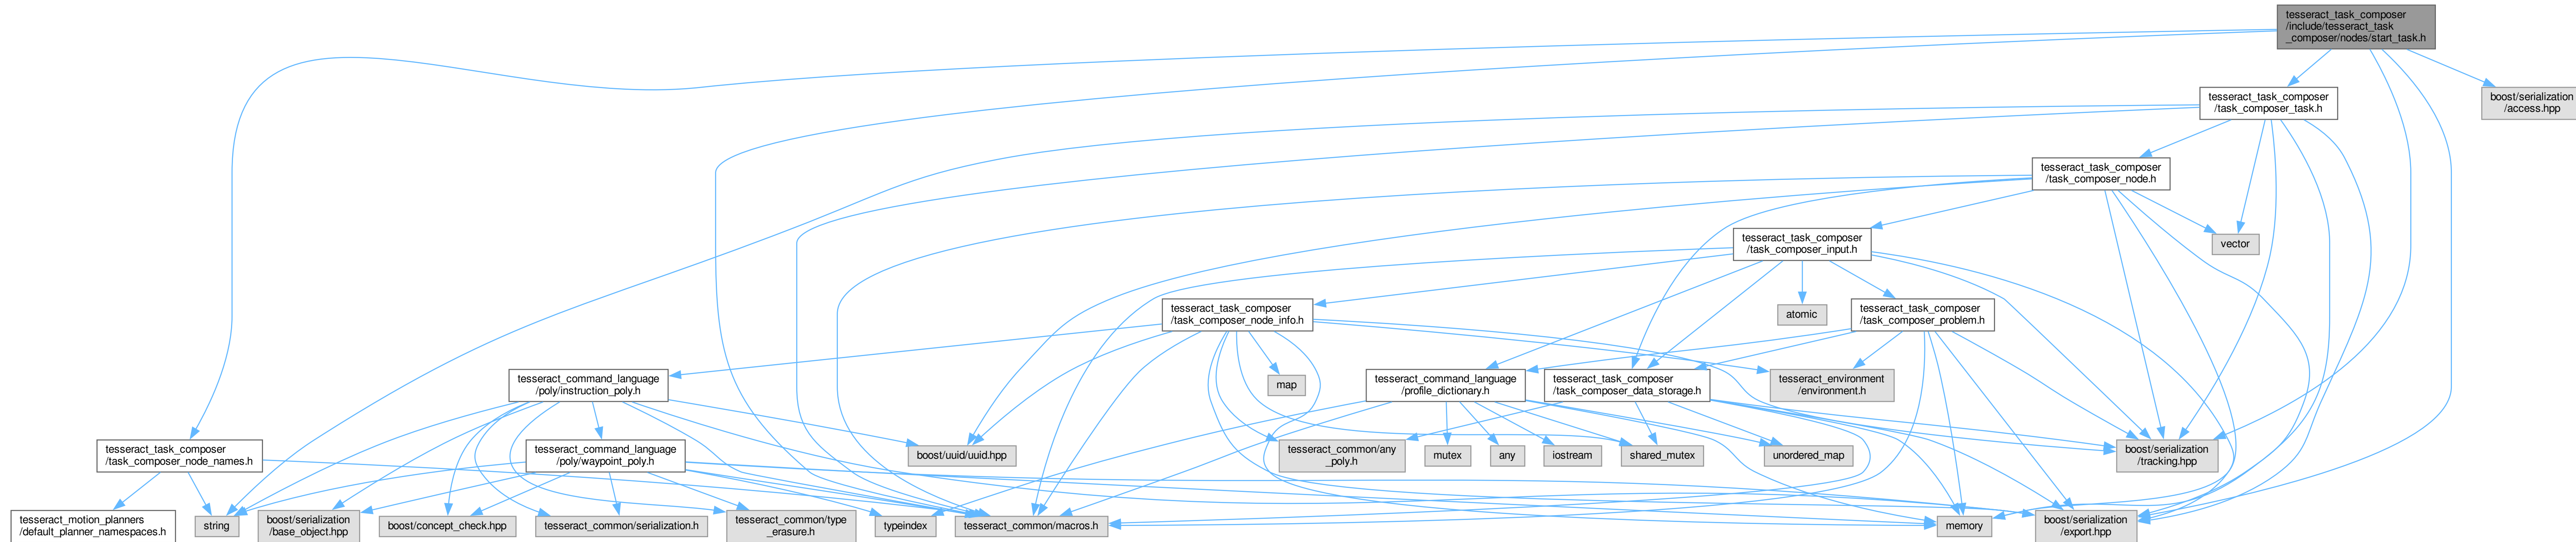 tesseract_task_composer
/include/tesseract_task
_composer/nodes/start_task.h
tesseract_task_composer
/task_composer_task.h
boost/serialization
/access.hpp
tesseract_task_composer
/task_composer_node.h
tesseract_task_composer
/task_composer_input.h
vector
tesseract_task_composer
/task_composer_node_info.h
atomic
tesseract_task_composer
/task_composer_problem.h
tesseract_command_language
/poly/instruction_poly.h
map
tesseract_command_language
/profile_dictionary.h
tesseract_task_composer
/task_composer_data_storage.h
tesseract_environment
/environment.h
tesseract_task_composer
/task_composer_node_names.h
tesseract_command_language
/poly/waypoint_poly.h
boost/uuid/uuid.hpp
tesseract_common/any
_poly.h
mutex
any
iostream
shared_mutex
unordered_map
boost/serialization
/tracking.hpp
tesseract_motion_planners
/default_planner_namespaces.h
string
boost/serialization
/base_object.hpp
boost/concept_check.hpp
tesseract_common/serialization.h
tesseract_common/type
_erasure.h
typeindex
tesseract_common/macros.h
memory
boost/serialization
/export.hpp